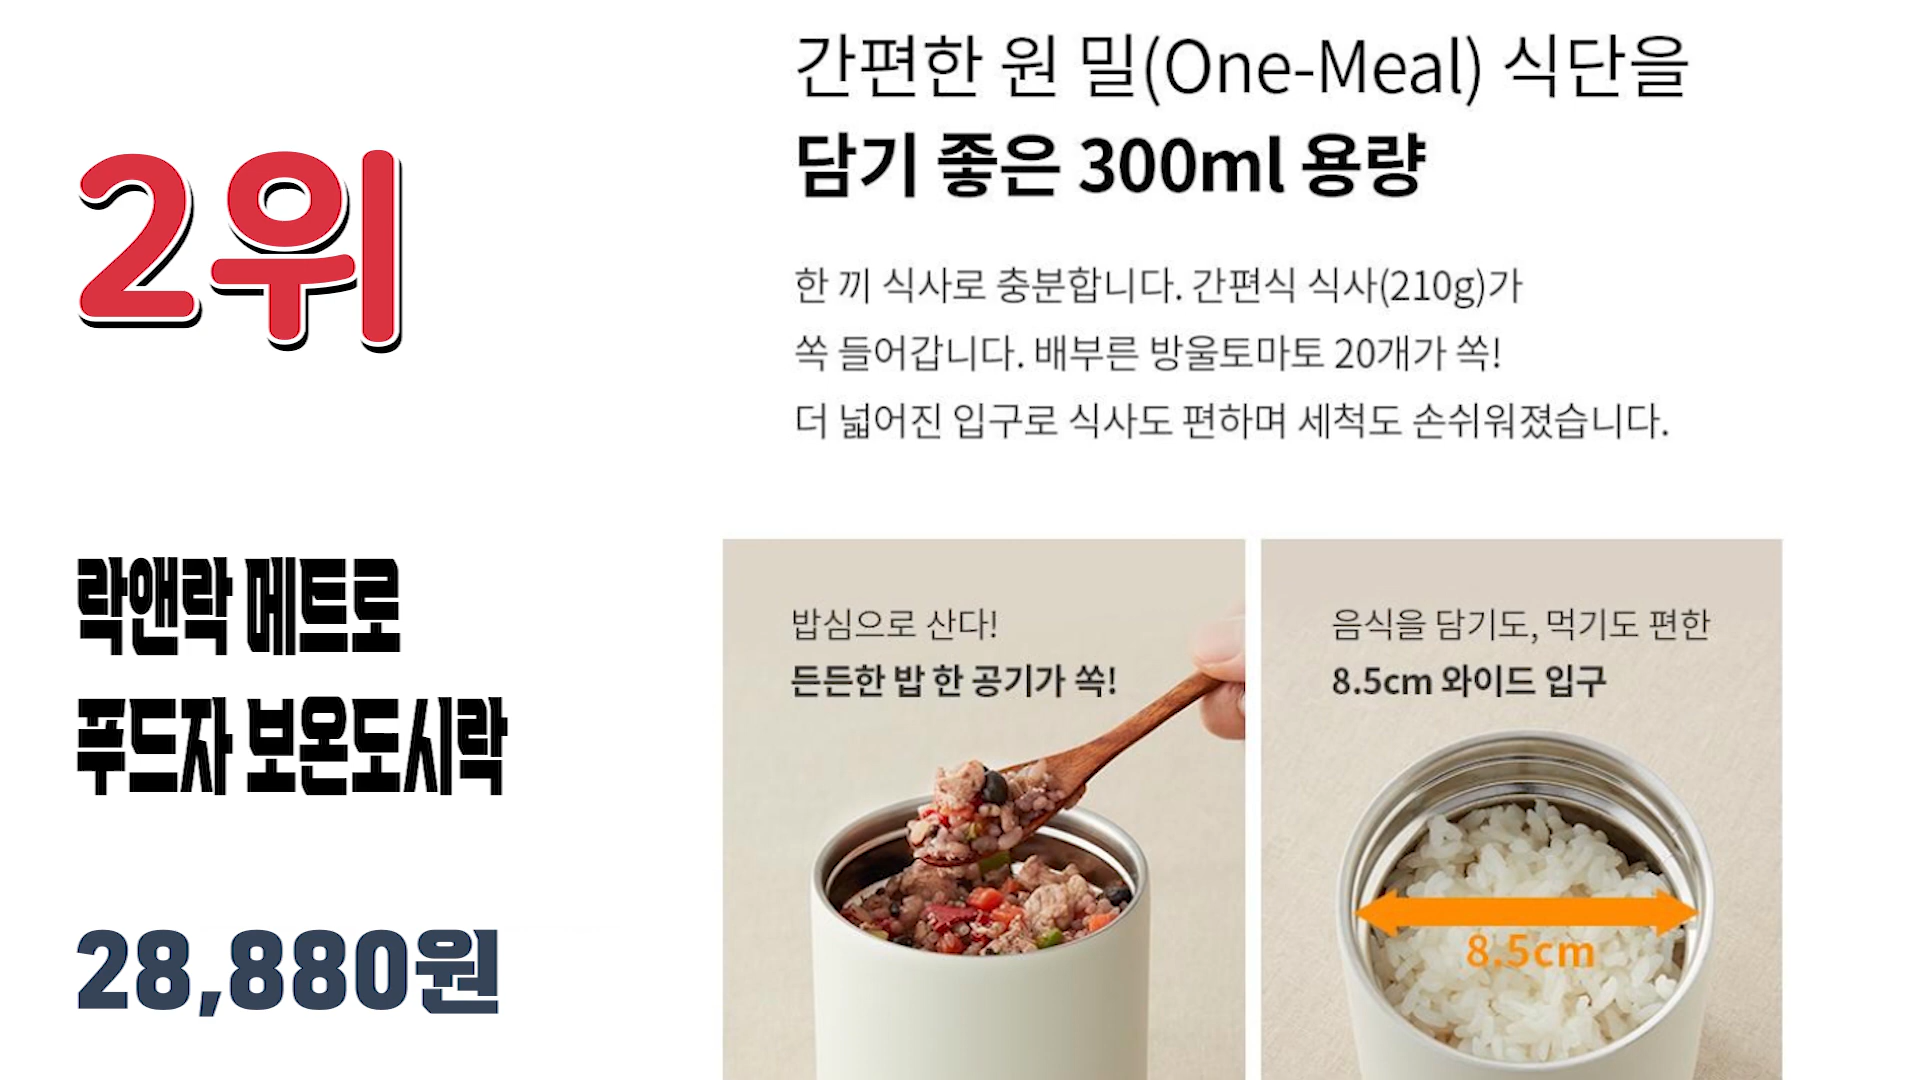 2위
락앤락 메트로
푸드자 보온도시락
28,880원
간편한 원 밀(One-Meal) 식단을
담기 좋은 300ml 용량
한 끼 식사로 충분합니다. 간편식 식사(210g)가
쏙 들어갑니다. 배부른 방울토마토 20개가 쏙!
더 넓어진 입구로 식사도 편하며 세척도 손쉬워졌습니다.
밥심으로 산다!
든든한 밥 한 공기가 쏙!
음식을 담기도, 먹기도 편한
8.5cm 와이드 입구
8.5cm